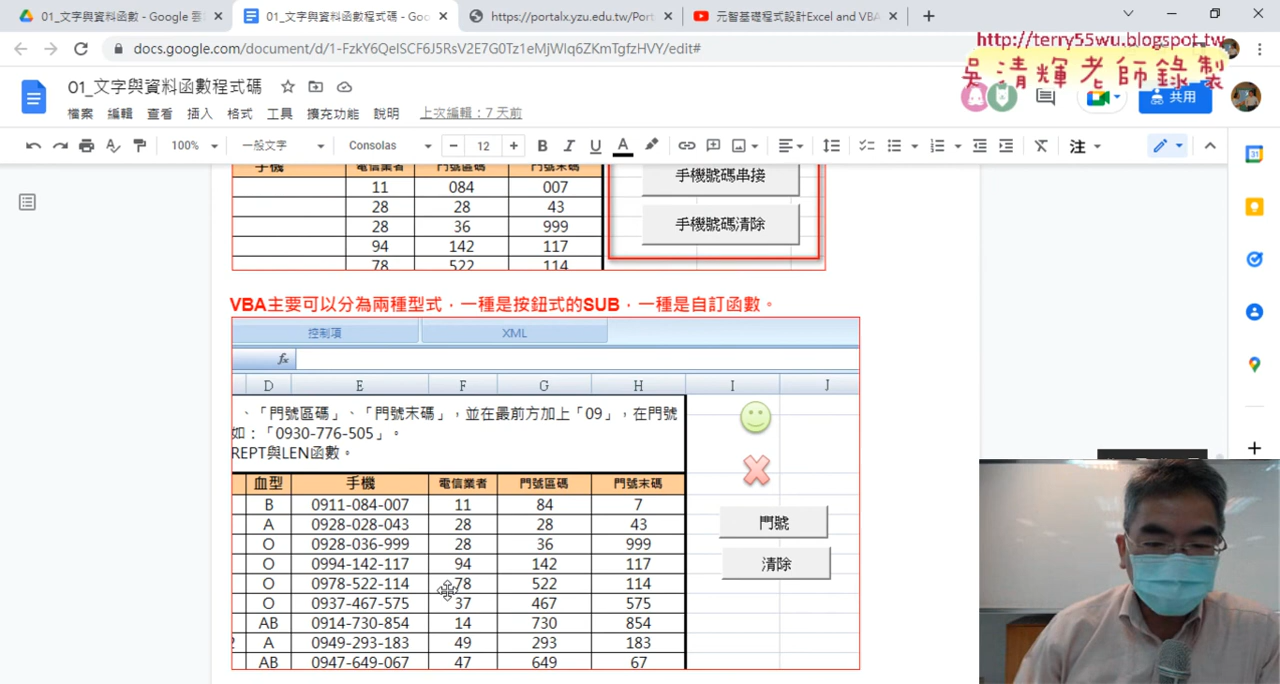 01_文字與資料函數 - Google 雲
01_文字與資料函數程式碼 - Goo
https://portalx.yzu.edu.tw/Port
元智基礎程式設計Excel and VBA
docs.google.com/document/d/1-FzkY6QelSCF6J5RsV2E7G0Tz1eMjWIq6ZKmTgfzHVY/edit#
http://terry55wu.blogspot.tw
吳清輝老師錄製
01_文字與資料函數程式碼
檔案 編輯 查看 插入 格式 工具 擴充功能 說明 上次編輯：7 天前
共用
100% 一般文字 Consolas 12 B I U A 注
手機 電信業者 門號區碼 門號末碼
11 084 007
28 28 43
28 36 999
94 142 117
78 522 114
手機號碼串接
手機號碼清除
VBA主要可以分為兩種型式，一種是按鈕式的SUB，一種是自訂函數。
控制項 XML
fx
D E F G H I J
、「門號區碼」、「門號末碼」，並在最前方加上「09」，在門號
如：「0930-776-505」。
REPT與LEN函數。
血型 手機 電信業者 門號區碼 門號末碼
B 0911-084-007 11 84 7
A 0928-028-043 28 28 43
O 0928-036-999 28 36 999
O 0994-142-117 94 142 117
O 0978-522-114 78 522 114
O 0937-467-575 37 467 575
AB 0914-730-854 14 730 854
2 A 0949-293-183 49 293 183
AB 0947-649-067 47 649 67
門號
清除
31